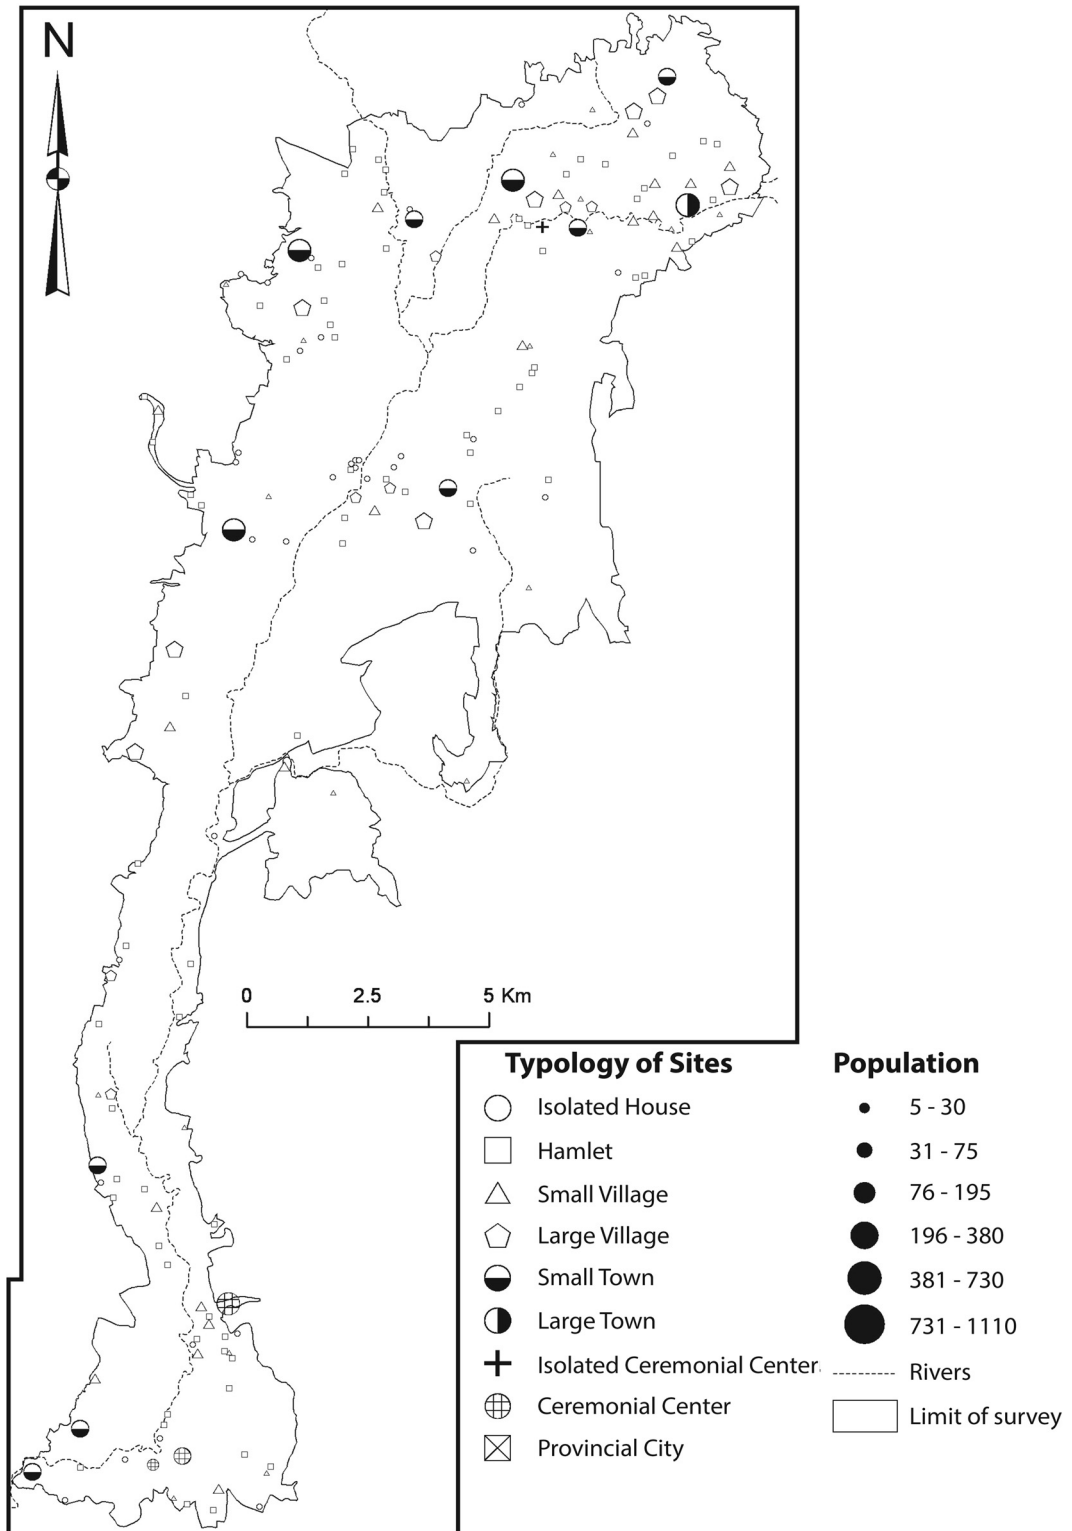 N
0 2.5 5 Km
Typology of Sites
Isolated House
Hamlet
Small Village
Large Village
Small Town
Large Town
Isolated Ceremonial Center
Ceremonial Center
Provincial City
Population
5 - 30
31 - 75
76 - 195
196 - 380
381 - 730
731 - 1110
Rivers
Limit of survey